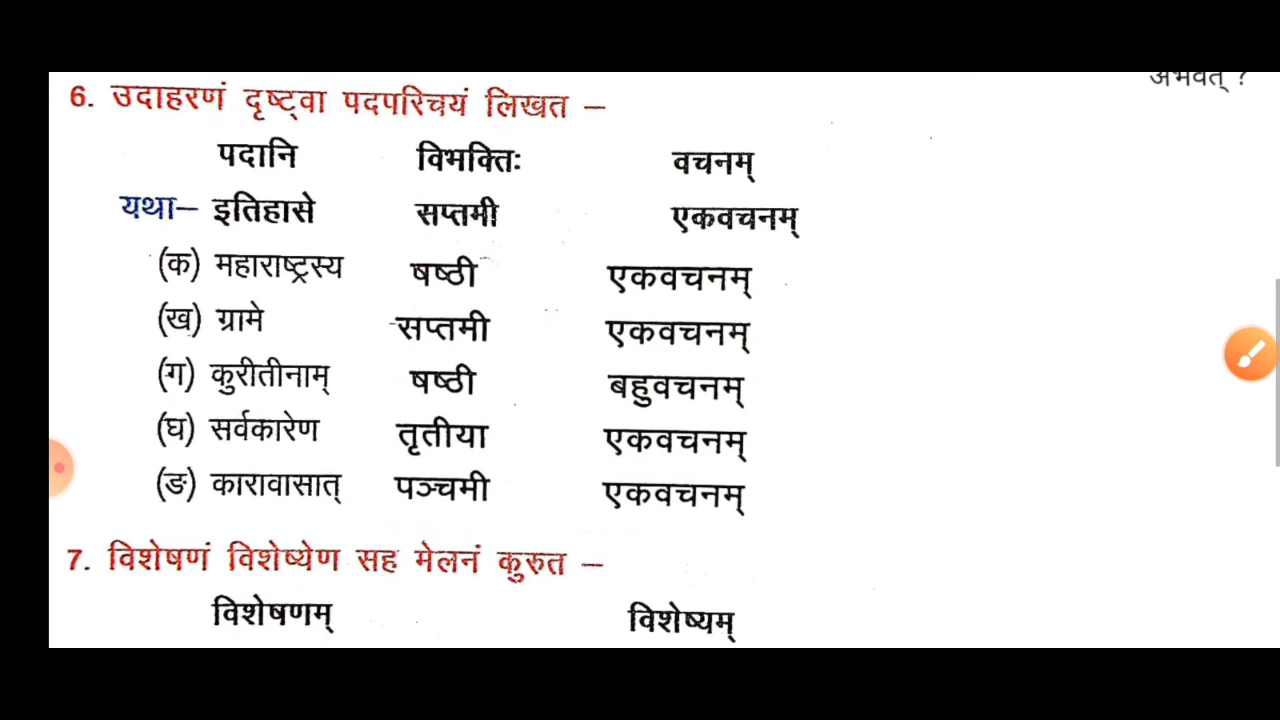 अभवत् ?
6. उदाहरणं दृष्ट्वा पदपरिचयं लिखत –
पदानि विभक्तिः वचनम्
यथा– इतिहासे सप्तमी एकवचनम्
(क) महाराष्ट्रस्य षष्ठी एकवचनम्
(ख) ग्रामे सप्तमी एकवचनम्
(ग) कुरीतीनाम् षष्ठी बहुवचनम्
(घ) सर्वकारेण तृतीया एकवचनम्
(ङ) कारावासात् पञ्चमी एकवचनम्
7. विशेषणं विशेष्येण सह मेलनं कुरुत –
विशेषणम् विशेष्यम्